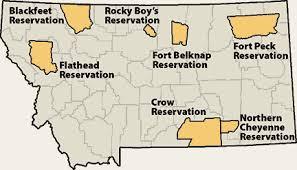 Blackfeet
Reservation
Rocky Boy's
Reservation
Flathead
Reservation
Fort Belknap
Reservation
Fort Peck
Reservation
Crow
Reservation
Northern
Cheyenne
Reservation